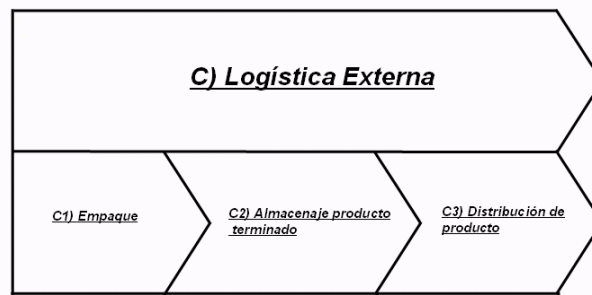 C) Logística Externa
C1) Empaque
C2) Almacenaje producto
terminado
C3) Distribución de
producto